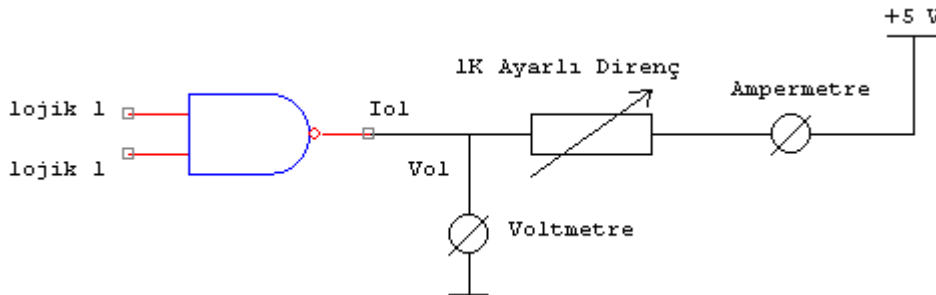 +5 V
1K Ayarlı Direnç
Ampermetre
lojik 1
Iol
lojik 1
Vol
Voltmetre